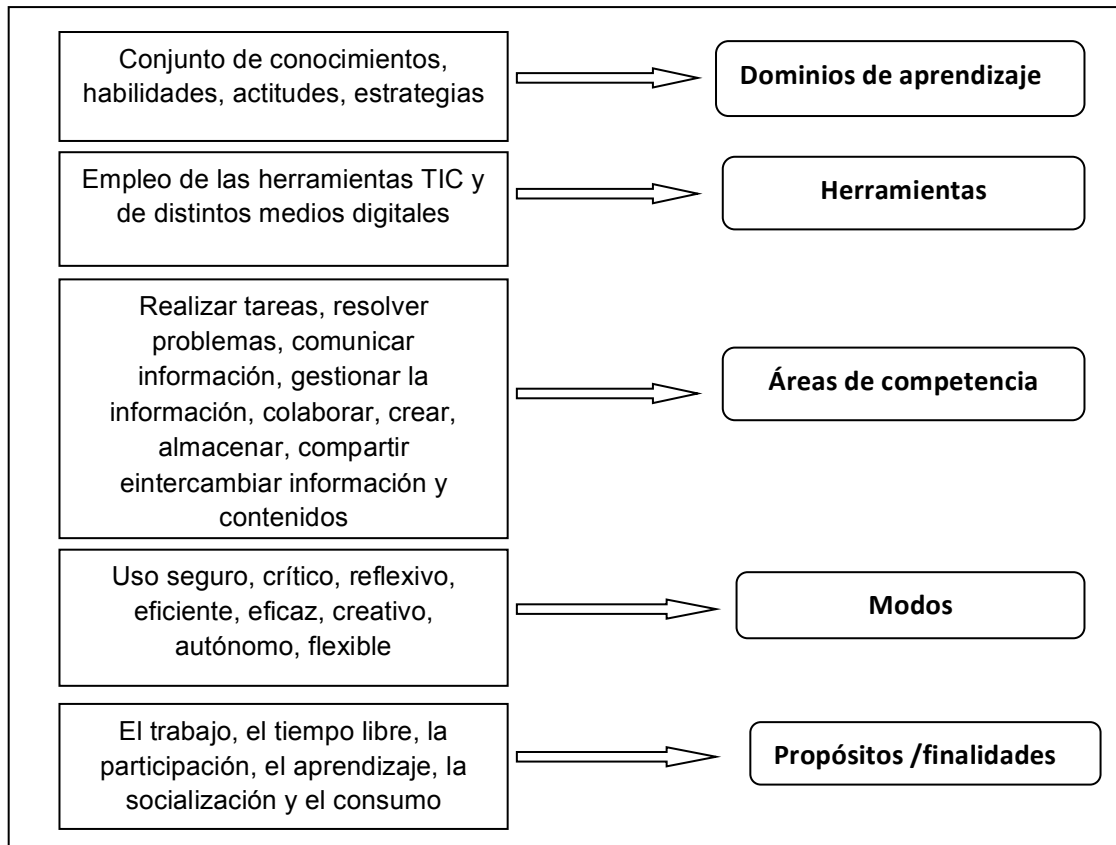 Conjunto de conocimientos,
habilidades, actitudes, estrategias
Dominios de aprendizaje
Empleo de las herramientas TIC y
de distintos medios digitales
Herramientas
Realizar tareas, resolver
problemas, comunicar
información, gestionar la
información, colaborar, crear,
almacenar, compartir
eintercambiar información y
contenidos
Áreas de competencia
Uso seguro, crítico, reflexivo,
eficiente, eficaz, creativo,
autónomo, flexible
Modos
El trabajo, el tiempo libre, la
participación, el aprendizaje, la
socialización y el consumo
Propósitos /finalidades